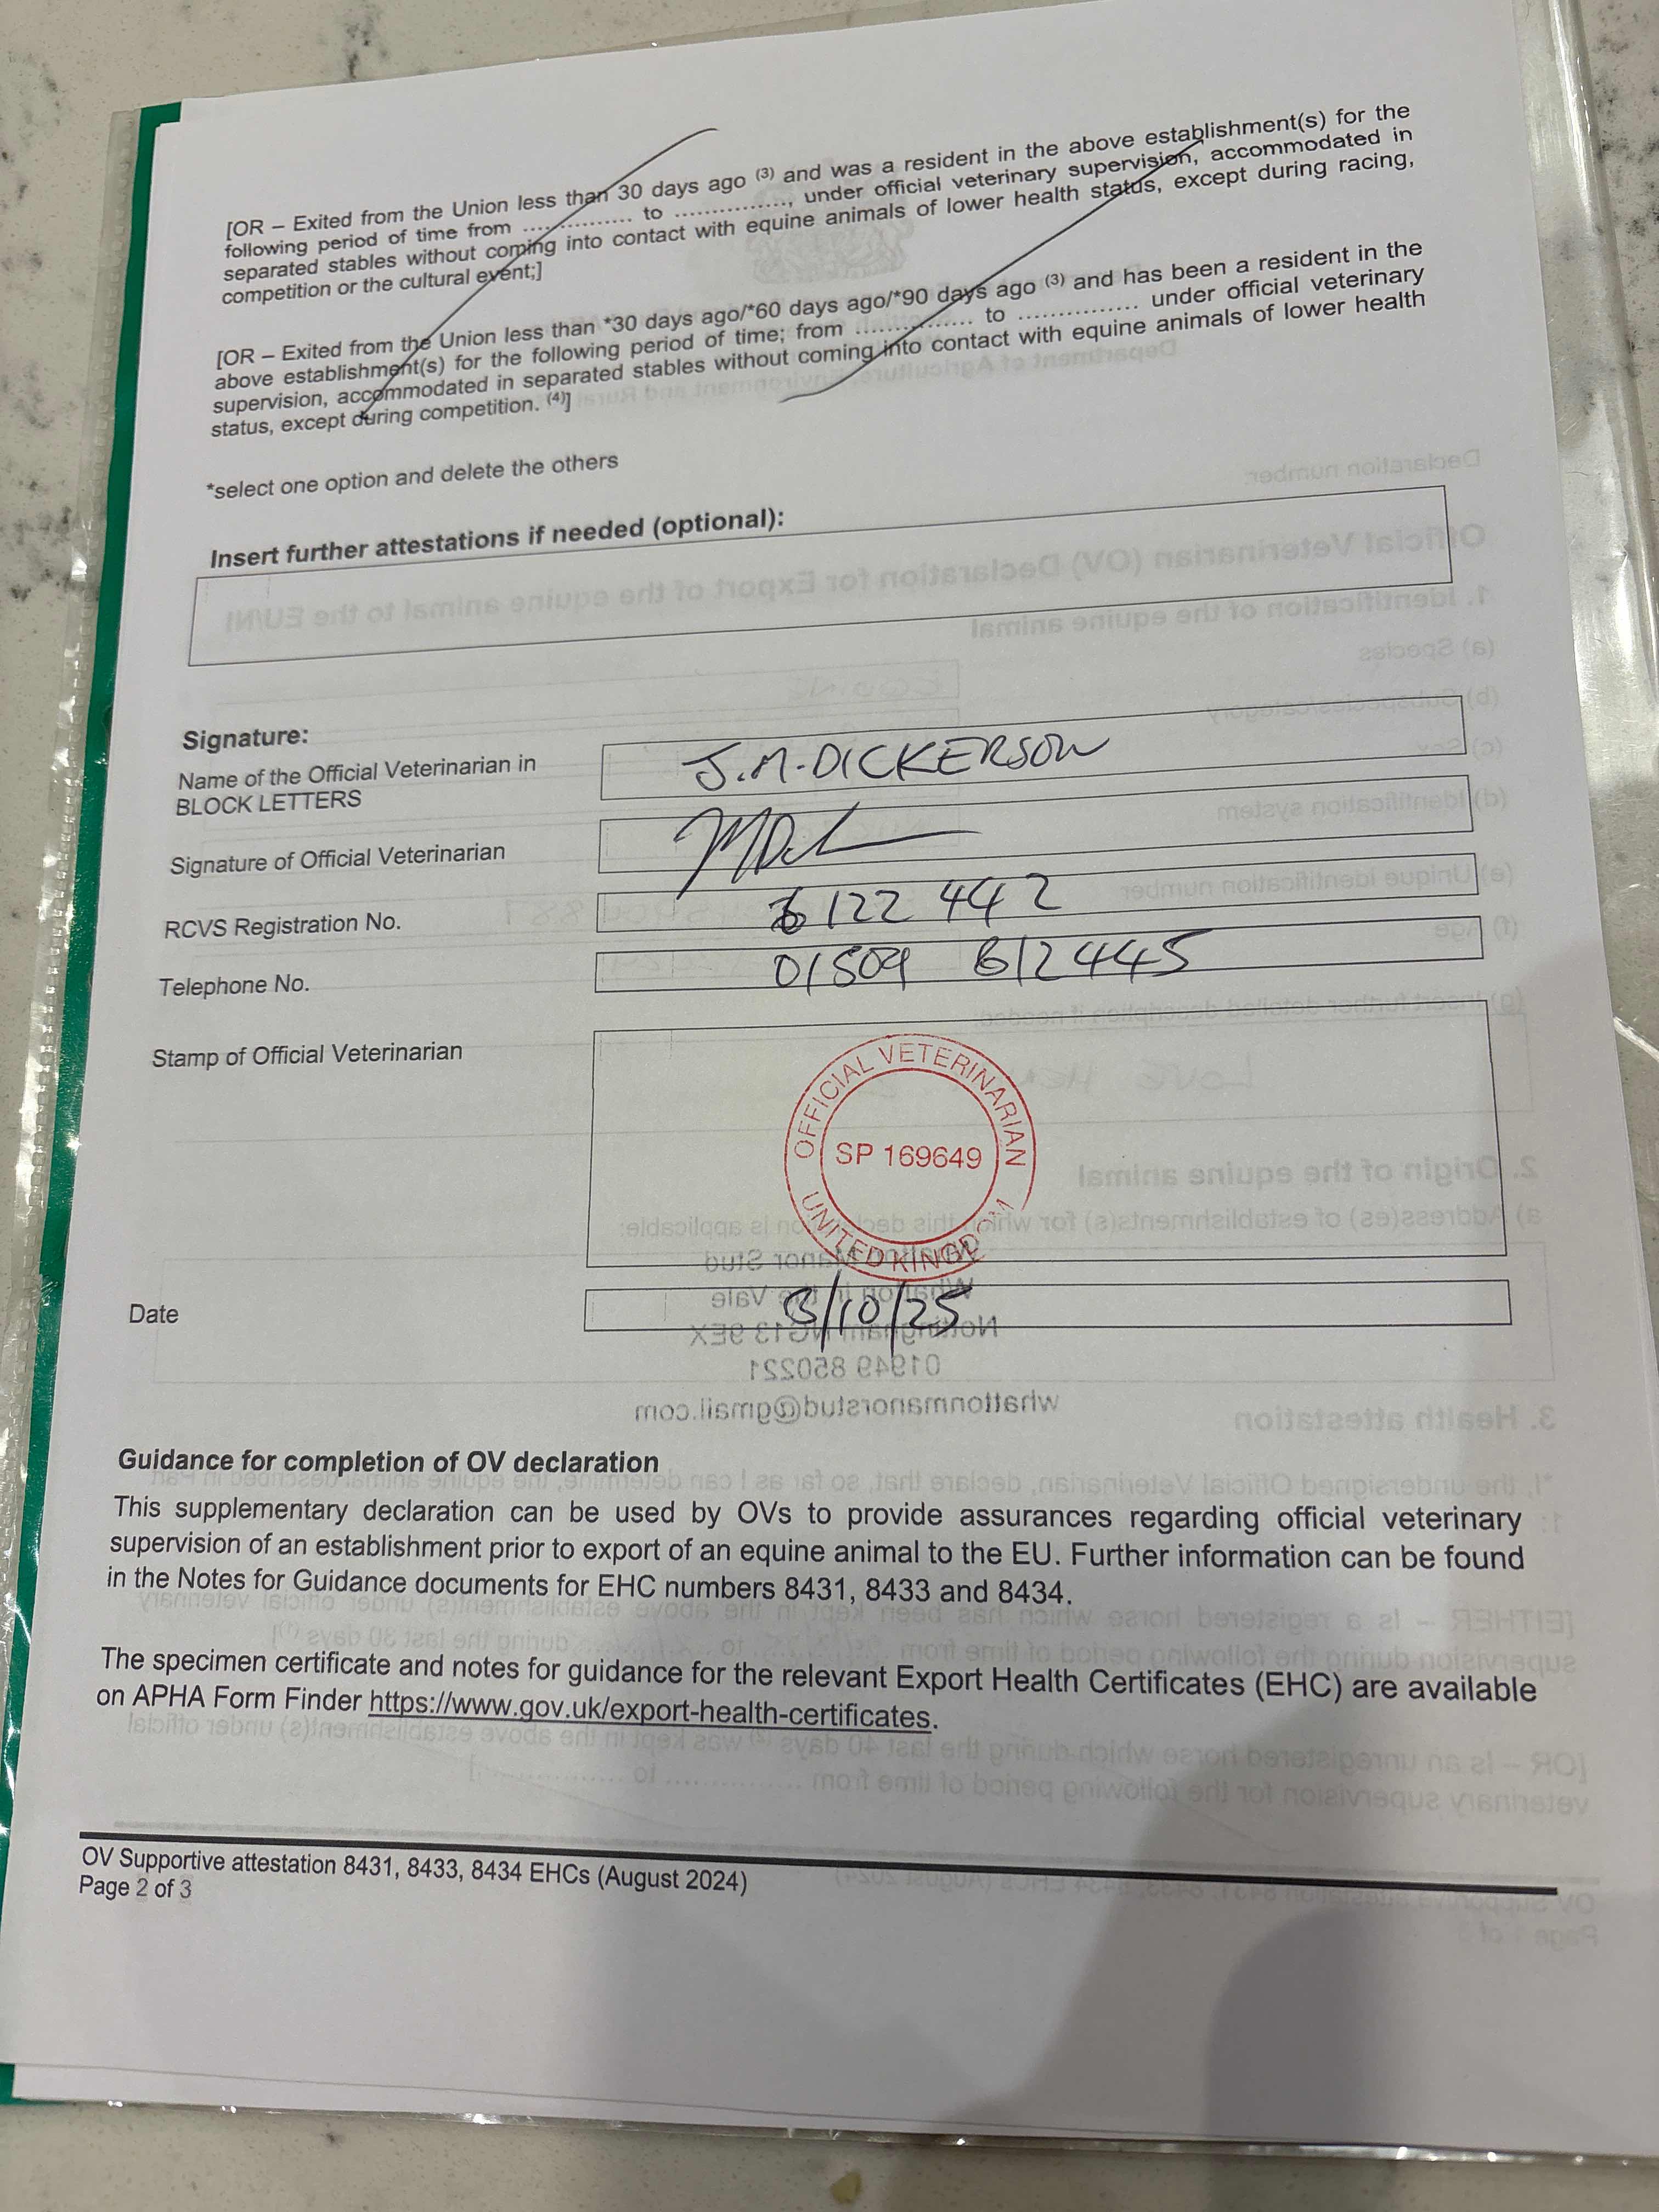 [OR – Exited from the Union less than 30 days ago (3) and was a resident in the above establishment(s) for the
following period of time from ................ to ................, under official veterinary supervision, accommodated in
separated stables without coming into contact with equine animals of lower health status, except during racing,
competition or the cultural event;]
[OR – Exited from the Union less than *30 days ago/*60 days ago/*90 days ago (3) and has been a resident in the
above establishment(s) for the following period of time; from ................ to ................ under official veterinary
supervision, accommodated in separated stables without coming into contact with equine animals of lower health
status, except during competition. (4)]
*select one option and delete the others
Insert further attestations if needed (optional):
Signature:
Name of the Official Veterinarian in
BLOCK LETTERS
J.M. DICKERSON
Signature of Official Veterinarian
RCVS Registration No.
6122442
Telephone No.
01509 612445
Stamp of Official Veterinarian
OFFICIAL VETERINARIAN
SP 169649
UNITED KINGD M
Date
3/10/25
Guidance for completion of OV declaration
This supplementary declaration can be used by OVs to provide assurances regarding official veterinary
supervision of an establishment prior to export of an equine animal to the EU. Further information can be found
in the Notes for Guidance documents for EHC numbers 8431, 8433 and 8434.
The specimen certificate and notes for guidance for the relevant Export Health Certificates (EHC) are available
on APHA Form Finder https://www.gov.uk/export-health-certificates.
OV Supportive attestation 8431, 8433, 8434 EHCs (August 2024)
Page 2 of 3